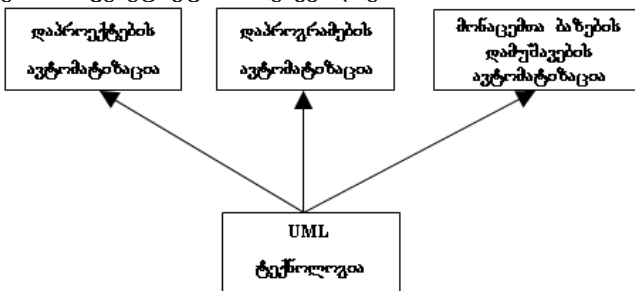 დაპროექტების
ავტომატიზაცია
დაპროგრამების
ავტომატიზაცია
მონაცემთა ბაზების
დამუშავების
ავტომატიზაცია
UML
ტექნოლოგია